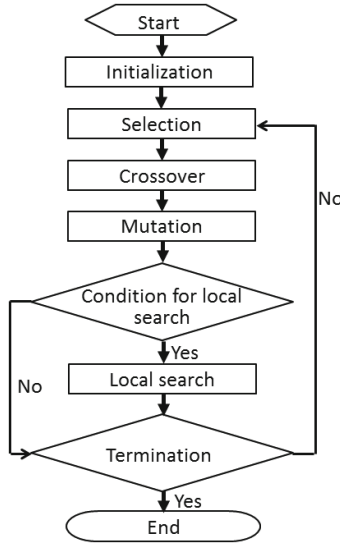 Start
Initialization
Selection
Crossover
No
Mutation
Condition for local
search
Yes
No
Local search
Termination
Yes
End